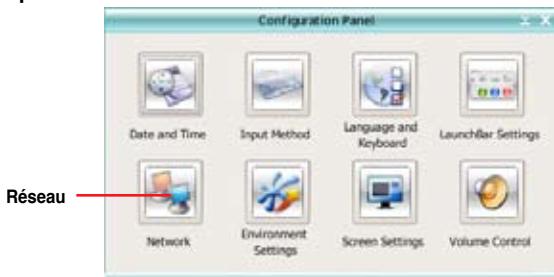 Configuration Panel
Date and Time
Input Method
Language and
Keyboard
LaunchBar Settings
Réseau
Network
Environment
Settings
Screen Settings
Volume Control